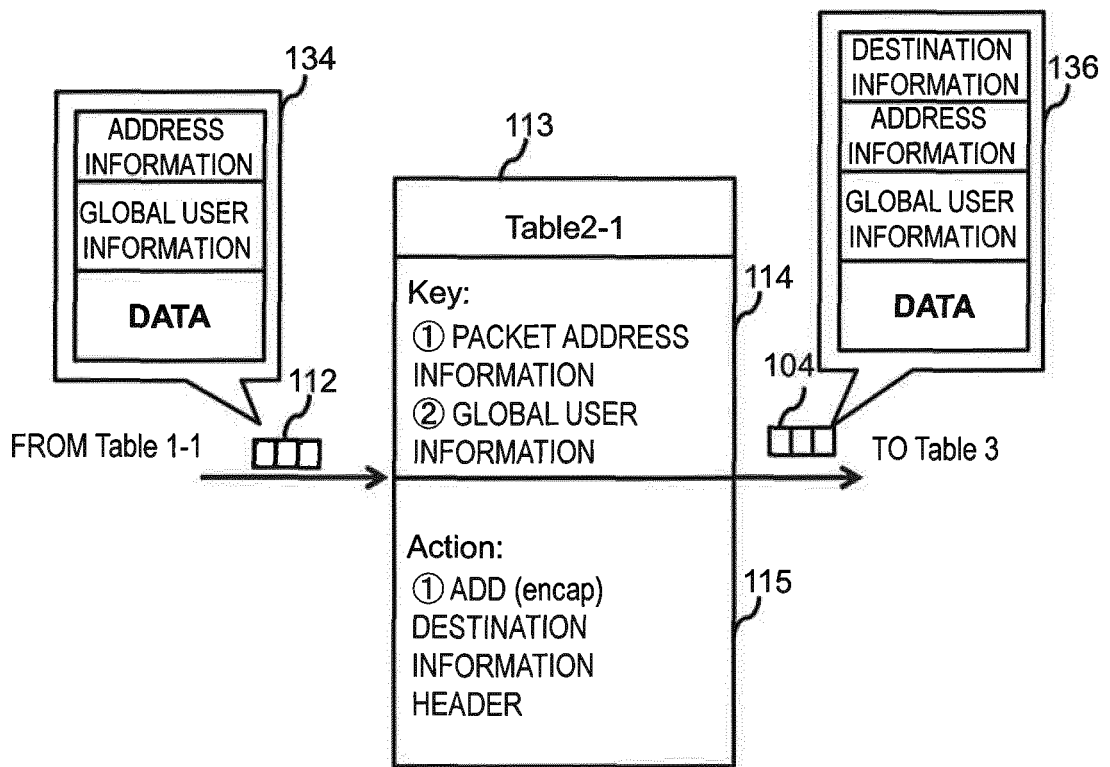 134
ADDRESS
INFORMATION
GLOBAL USER
INFORMATION
DATA
112
FROM Table 1-1
113
Table2-1
Key:
① PACKET ADDRESS
INFORMATION
② GLOBAL USER
INFORMATION
114
Action:
① ADD (encap)
DESTINATION
INFORMATION
HEADER
115
136
DESTINATION
INFORMATION
ADDRESS
INFORMATION
GLOBAL USER
INFORMATION
DATA
104
TO Table 3